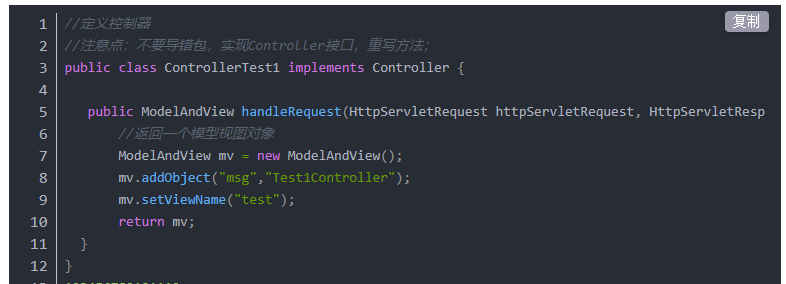 复制
1 //定义控制器
2 //注意点：不要导错包，实现Controller接口，重写方法；
3 public class ControllerTest1 implements Controller {
4
5 public ModelAndView handleRequest(HttpServletRequest httpServletRequest, HttpServletResp
6 //返回一个模型视图对象
7 ModelAndView mv = new ModelAndView();
8 mv.addObject("msg","Test1Controller");
9 mv.setViewName("test");
10 return mv;
11 }
12 }